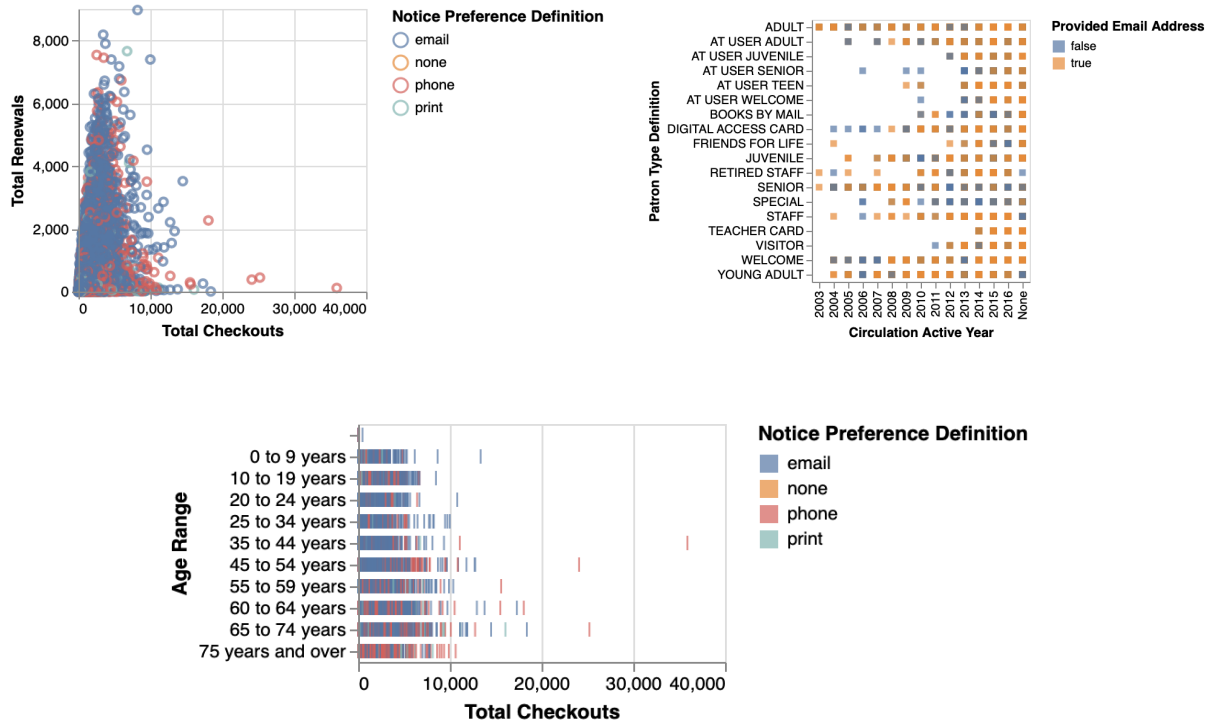 Notice Preference Definition
email
none
phone
print
8,000
6,000
4,000
2,000
0
Total Renewals
0 10,000 20,000 30,000 40,000
Total Checkouts
Provided Email Address
false
true
Patron Type Definition
ADULT
AT USER ADULT
AT USER JUVENILE
AT USER SENIOR
AT USER TEEN
AT USER WELCOME
BOOKS BY MAIL
DIGITAL ACCESS CARD
FRIENDS FOR LIFE
JUVENILE
RETIRED STAFF
SENIOR
SPECIAL
STAFF
TEACHER CARD
VISITOR
WELCOME
YOUNG ADULT
2003 2004 2005 2006 2007 2008 2009 2010 2011 2012 2013 2014 2015 2016 None
Circulation Active Year
Notice Preference Definition
email
none
phone
print
Age Range
0 to 9 years
10 to 19 years
20 to 24 years
25 to 34 years
35 to 44 years
45 to 54 years
55 to 59 years
60 to 64 years
65 to 74 years
75 years and over
0 10,000 20,000 30,000 40,000
Total Checkouts